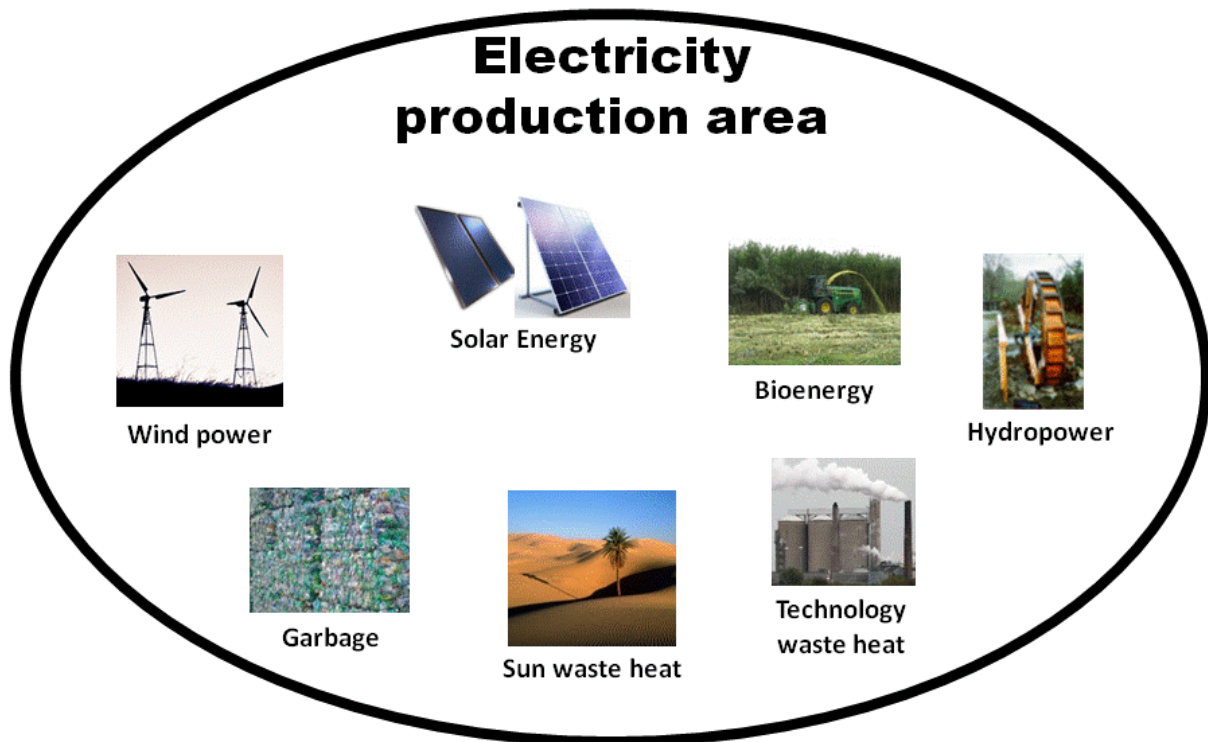 Electricity
production area
Solar Energy
Bioenergy
Wind power
Hydropower
Garbage
Sun waste heat
Technology
waste heat